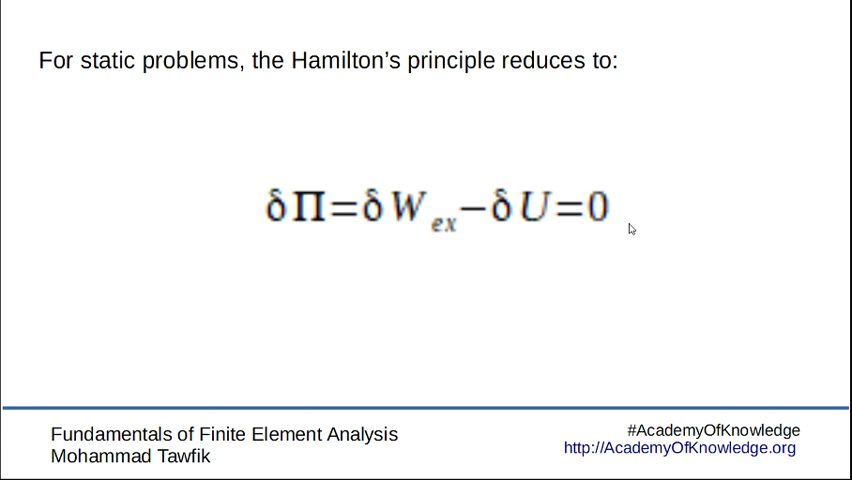 For static problems, the Hamilton's principle reduces to:
δΠ=δW_ex−δU=0
Fundamentals of Finite Element Analysis
Mohammad Tawfik
#AcademyOfKnowledge
http://AcademyOfKnowledge.org